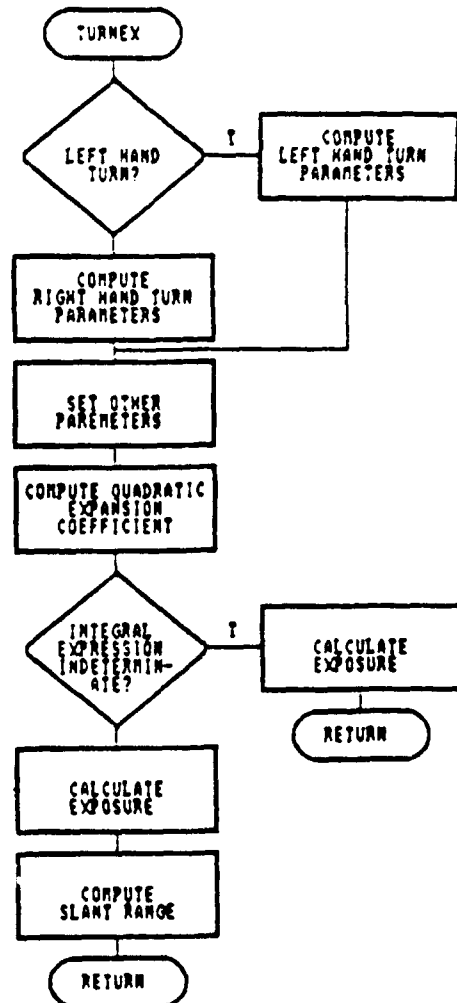 TURNEX
LEFT HAND
TURN?
T
COMPUTE
LEFT HAND TURN
PARAMETERS
COMPUTE
RIGHT HAND TURN
PARAMETERS
SET OTHER
PAREMETERS
COMPUTE QUADRATIC
EXPANSION
COEFFICIENT
INTEGRAL
EXPRESSION
INDETERMIN-
ATE?
T
CALCULATE
EXPOSURE
RETURN
CALCULATE
EXPOSURE
COMPUTE
SLANT RANGE
RETURN